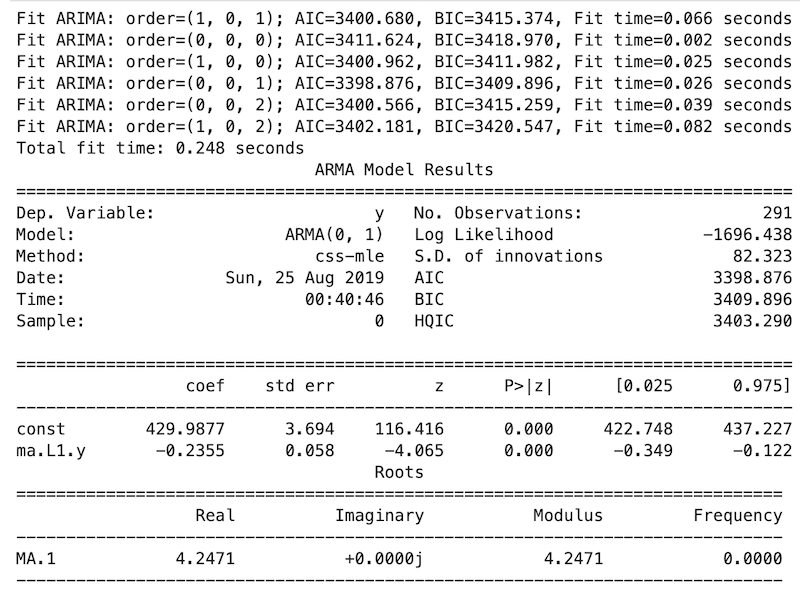 Fit ARIMA: order=(1, 0, 1); AIC=3400.680, BIC=3415.374, Fit time=0.066 seconds
Fit ARIMA: order=(0, 0, 0); AIC=3411.624, BIC=3418.970, Fit time=0.002 seconds
Fit ARIMA: order=(1, 0, 0); AIC=3400.962, BIC=3411.982, Fit time=0.025 seconds
Fit ARIMA: order=(0, 0, 1); AIC=3398.876, BIC=3409.896, Fit time=0.026 seconds
Fit ARIMA: order=(0, 0, 2); AIC=3400.566, BIC=3415.259, Fit time=0.039 seconds
Fit ARIMA: order=(1, 0, 2); AIC=3402.181, BIC=3420.547, Fit time=0.082 seconds
Total fit time: 0.248 seconds
                              ARMA Model Results
==============================================================================
Dep. Variable:                      y   No. Observations:                  291
Model:                     ARMA(0, 1)   Log Likelihood               -1696.438
Method:                       css-mle   S.D. of innovations             82.323
Date:                Sun, 25 Aug 2019   AIC                           3398.876
Time:                        00:40:46   BIC                           3409.896
Sample:                             0   HQIC                          3403.290
==============================================================================
                 coef    std err          z      P>|z|      [0.025      0.975]
------------------------------------------------------------------------------
const        429.9877      3.694    116.416      0.000     422.748     437.227
ma.L1.y       -0.2355      0.058     -4.065      0.000      -0.349      -0.122
                                    Roots
=============================================================================
                  Real          Imaginary           Modulus         Frequency
-----------------------------------------------------------------------------
MA.1            4.2471           +0.0000j            4.2471            0.0000
-----------------------------------------------------------------------------